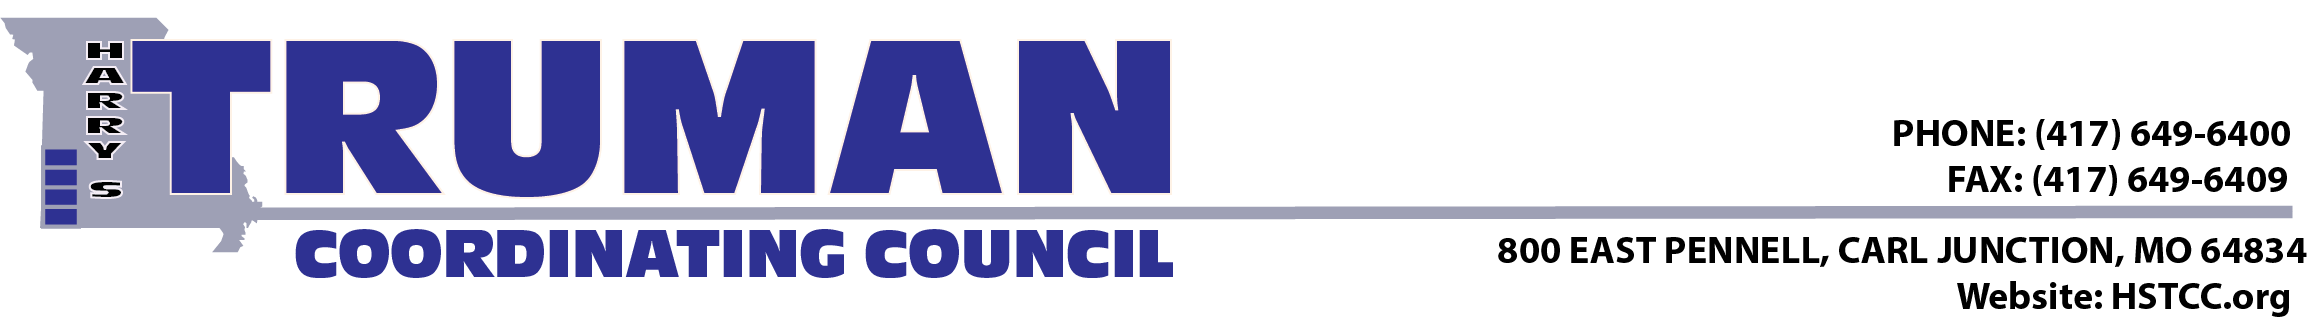 HARRY S
TRUMAN
COORDINATING COUNCIL
PHONE: (417) 649-6400
FAX: (417) 649-6409
800 EAST PENNELL, CARL JUNCTION, MO 64834
Website: HSTCC.org